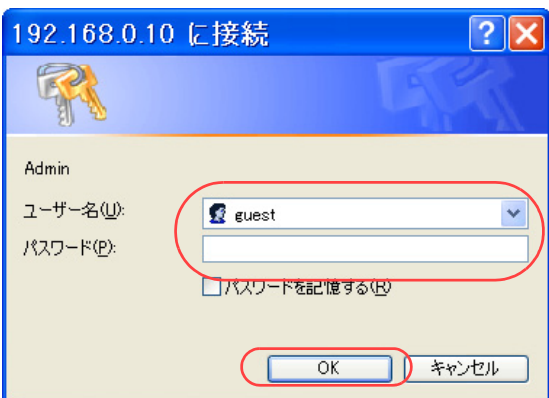 192.168.0.10 に接続
Admin
ユーザー名(U):
guest
パスワード(P):
パスワードを記憶する(R)
OK
キャンセル